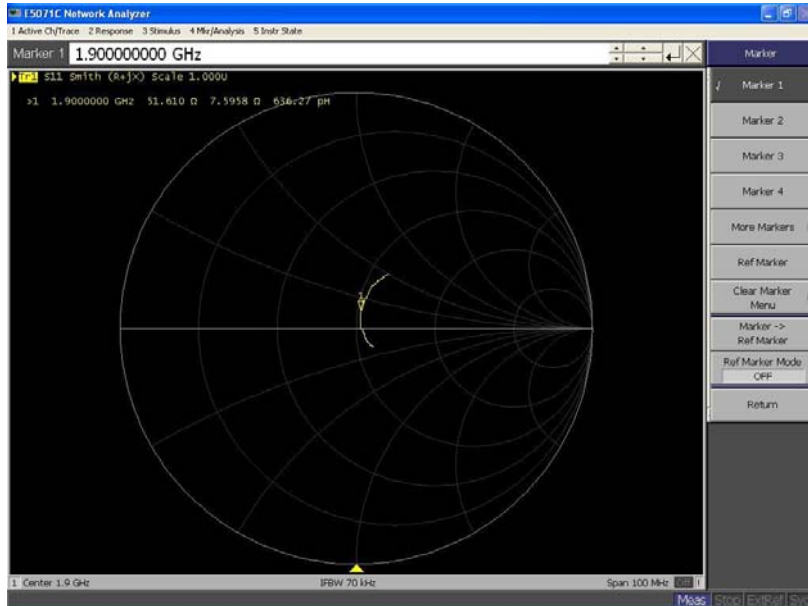 E5071C Network Analyzer
1 Active Ch/Trace 2 Response 3 Stimulus 4 Mkr/Analysis 5 Instr State
Marker 1 1.900000000 GHz
Tr1 S11 Smith (R+jX) Scale 1.000U
>1 1.9000000 GHz 51.610 Ω 7.5958 Ω 636.27 pH
1
Marker
√ Marker 1
Marker 2
Marker 3
Marker 4
More Markers
Ref Marker
Clear Marker
Menu
Marker ->
Ref Marker
Ref Marker Mode
OFF
Return
1 Center 1.9 GHz IFBW 70 kHz Span 100 MHz Off !
Meas Stop ExtRef Svc